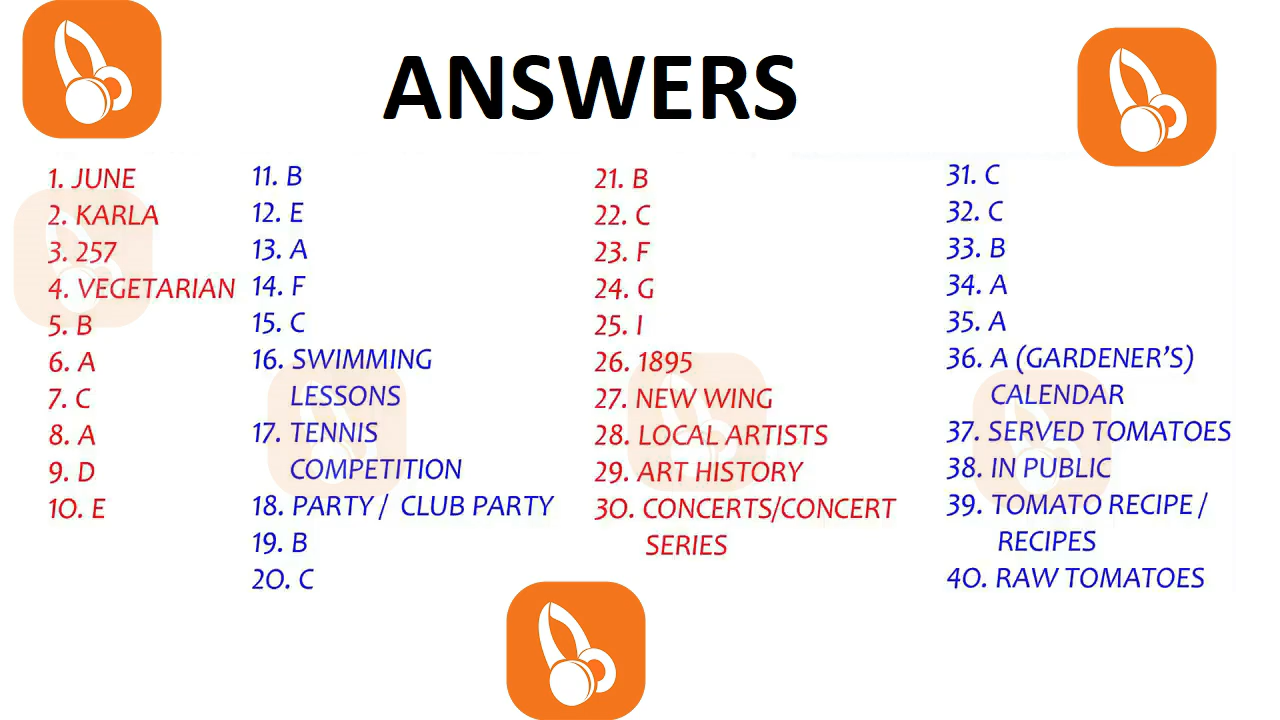 ANSWERS
1. JUNE
2. KARLA
3. 257
4. VEGETARIAN
5. B
6. A
7. C
8. A
9. D
10. E
11. B
12. E
13. A
14. F
15. C
16. SWIMMING
LESSONS
17. TENNIS
COMPETITION
18. PARTY / CLUB PARTY
19. B
20. C
21. B
22. C
23. F
24. G
25. I
26. 1895
27. NEW WING
28. LOCAL ARTISTS
29. ART HISTORY
30. CONCERTS/CONCERT
SERIES
31. C
32. C
33. B
34. A
35. A
36. A (GARDENER'S)
CALENDAR
37. SERVED TOMATOES
38. IN PUBLIC
39. TOMATO RECIPE /
RECIPES
40. RAW TOMATOES